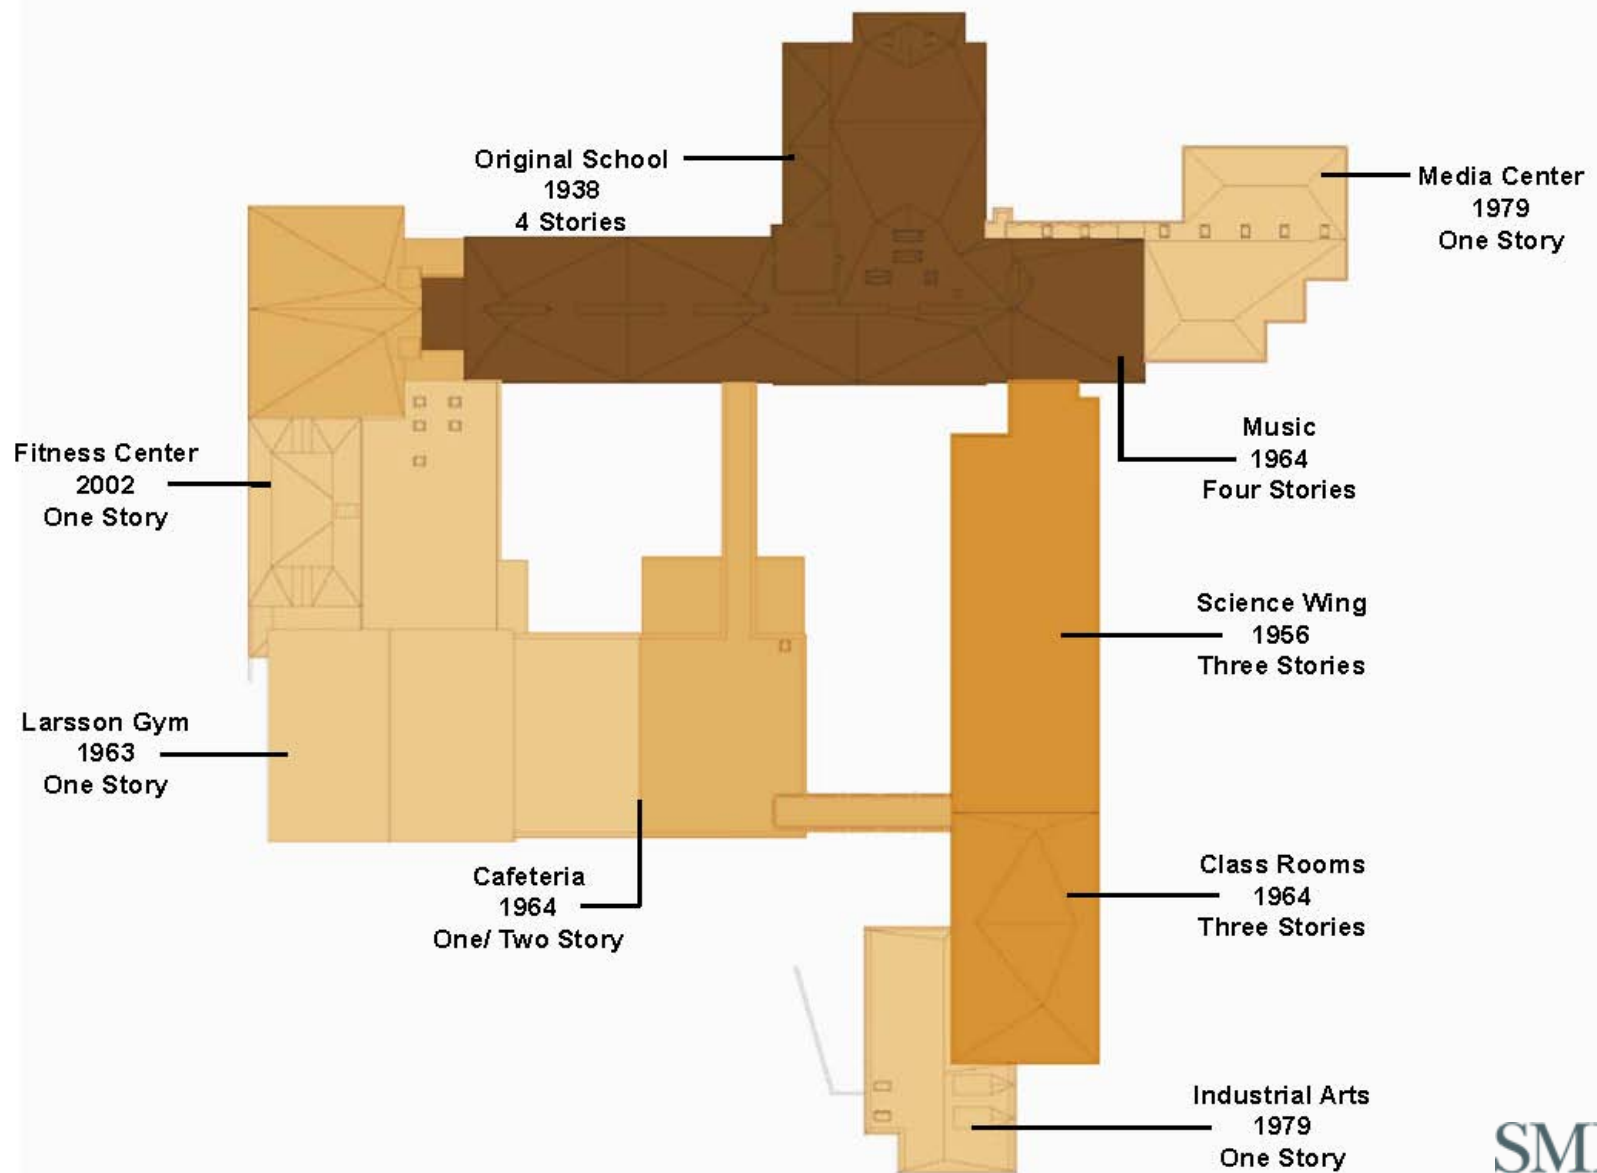 Original School
1938
4 Stories
Media Center
1979
One Story
Fitness Center
2002
One Story
Music
1964
Four Stories
Science Wing
1956
Three Stories
Larsson Gym
1963
One Story
Cafeteria
1964
One/ Two Story
Class Rooms
1964
Three Stories
Industrial Arts
1979
One Story